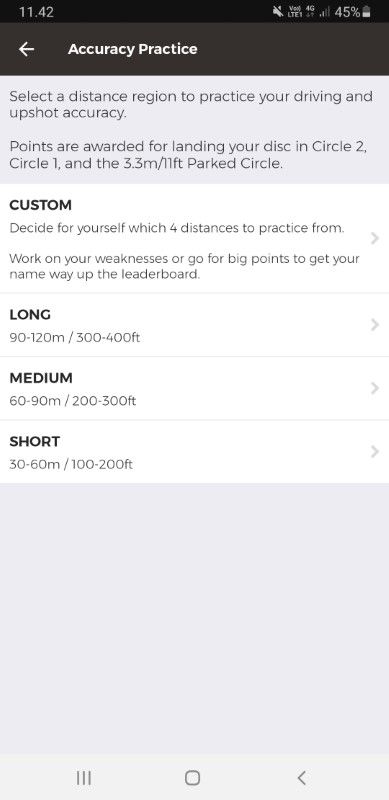 11.42
Vo)) 4G
LTE1 45%
Accuracy Practice
Select a distance region to practice your driving and
upshot accuracy.
Points are awarded for landing your disc in Circle 2,
Circle 1, and the 3.3m/11ft Parked Circle.
CUSTOM
Decide for yourself which 4 distances to practice from.
Work on your weaknesses or go for big points to get your
name way up the leaderboard.
LONG
90-120m / 300-400ft
MEDIUM
60-90m / 200-300ft
SHORT
30-60m / 100-200ft